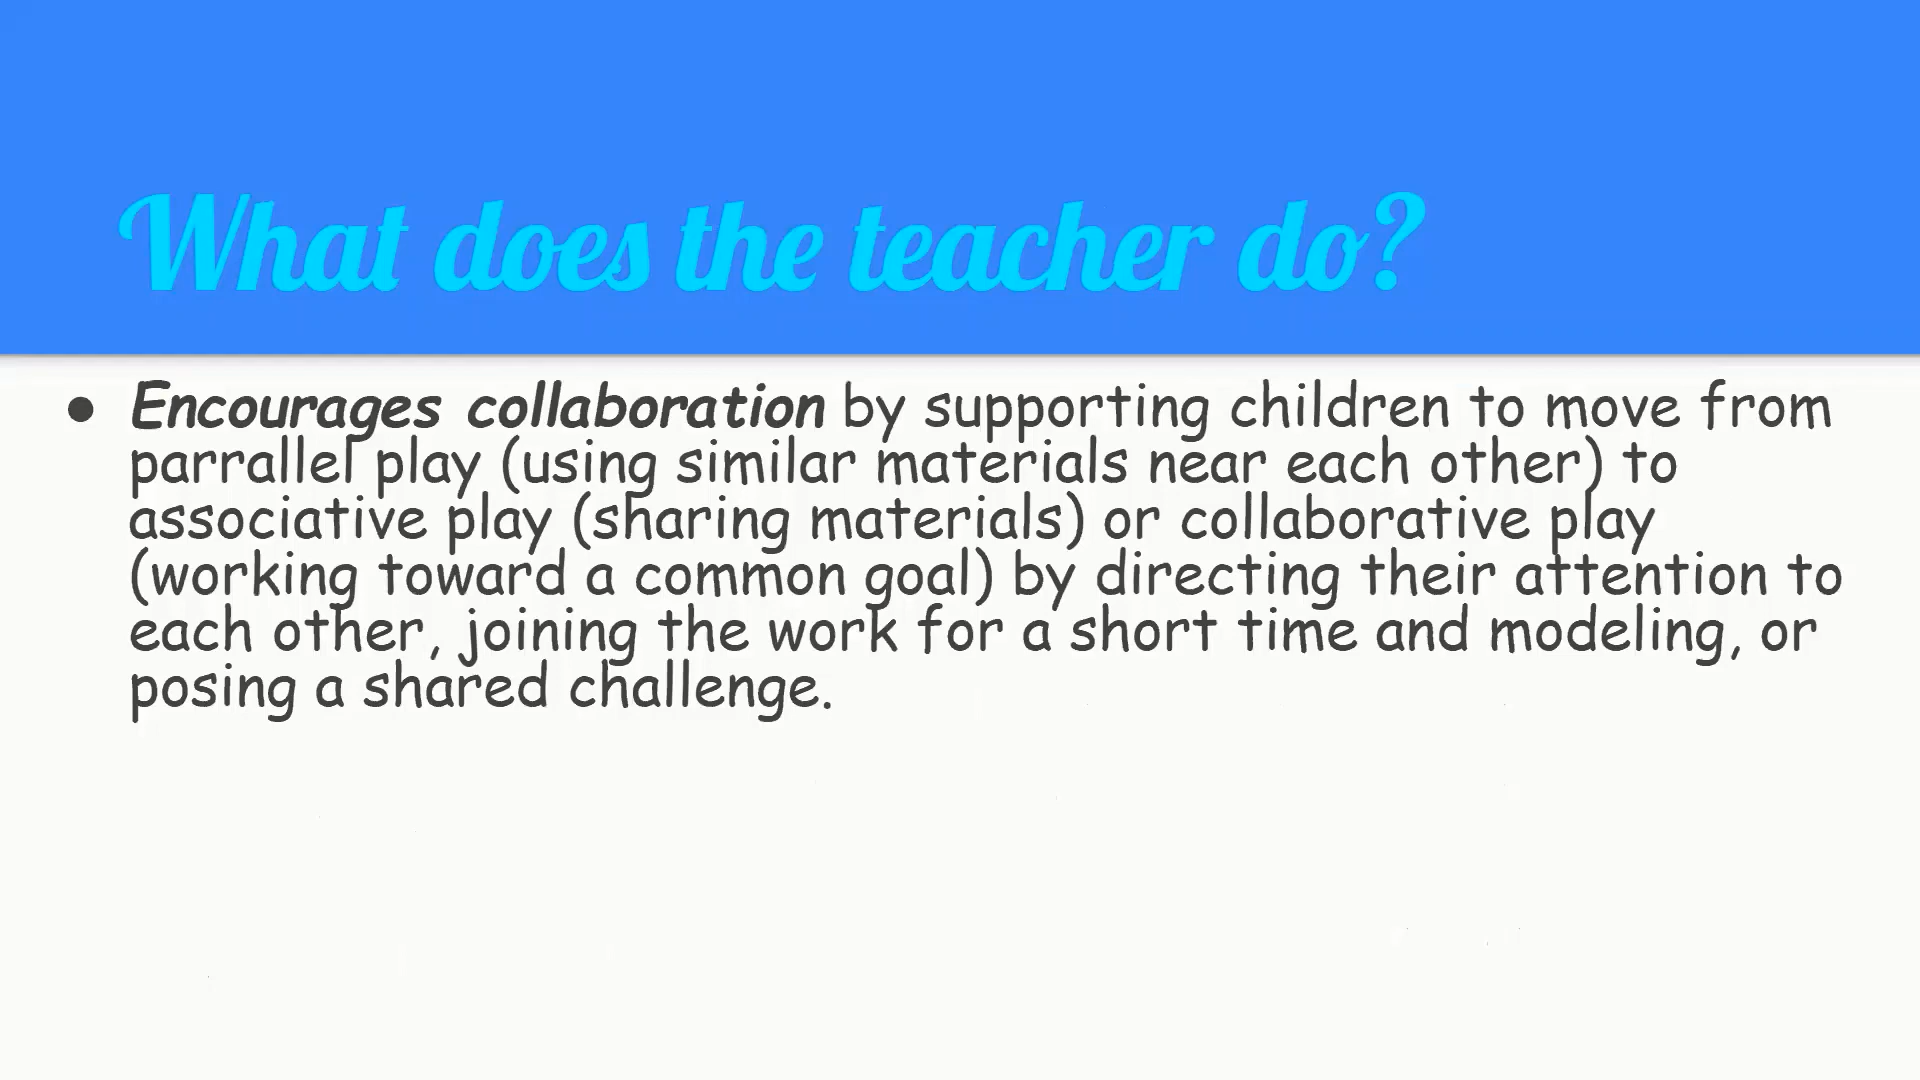 What does the teacher do?
● Encourages collaboration by supporting children to move from
parrallel play (using similar materials near each other) to
associative play (sharing materials) or collaborative play
(working toward a common goal) by directing their attention to
each other, joining the work for a short time and modeling, or
posing a shared challenge.